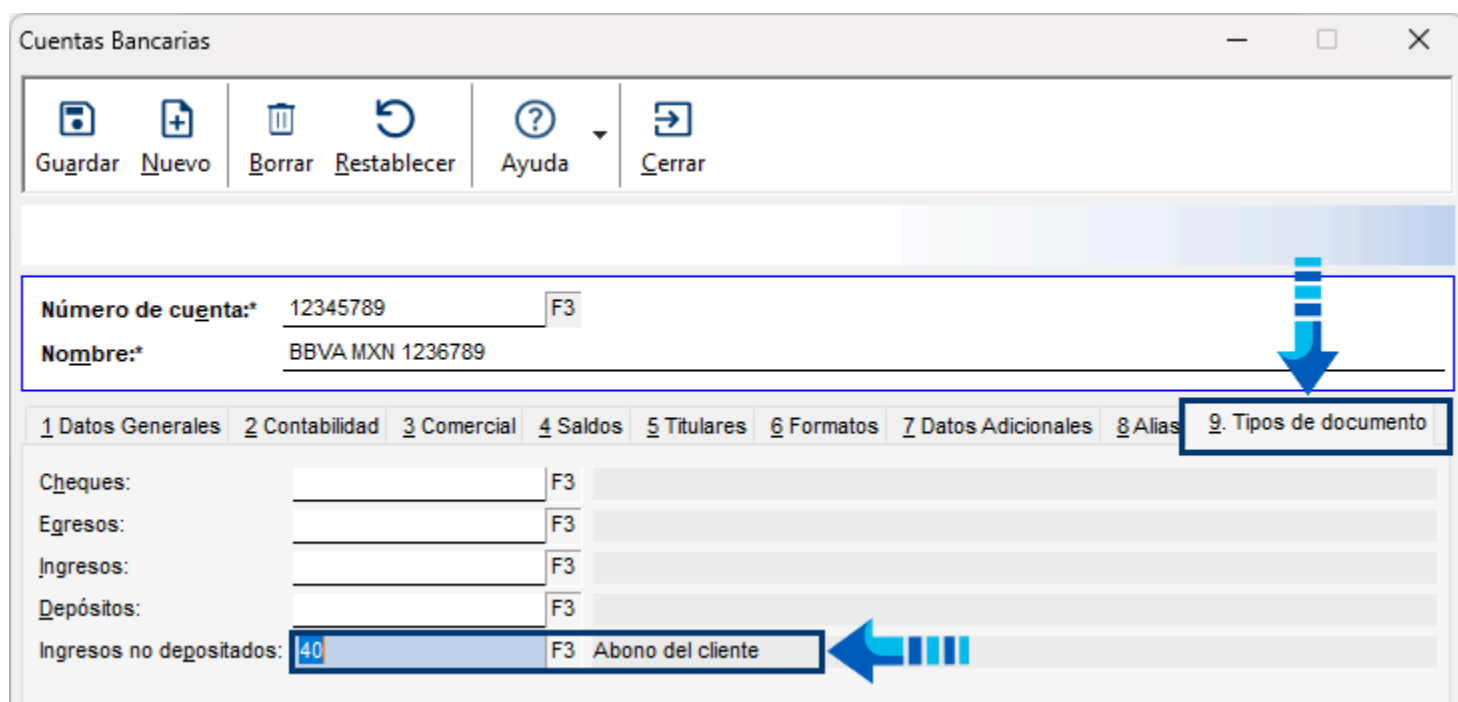 Cuentas Bancarias
Guardar Nuevo Borrar Restablecer Ayuda Cerrar
Número de cuenta:* 12345789 F3
Nombre:* BBVA MXN 1236789
1 Datos Generales 2 Contabilidad 3 Comercial 4 Saldos 5 Titulares 6 Formatos 7 Datos Adicionales 8 Alias 9. Tipos de documento
Cheques: F3
Egresos: F3
Ingresos: F3
Depósitos: F3
Ingresos no depositados: 40 F3 Abono del cliente